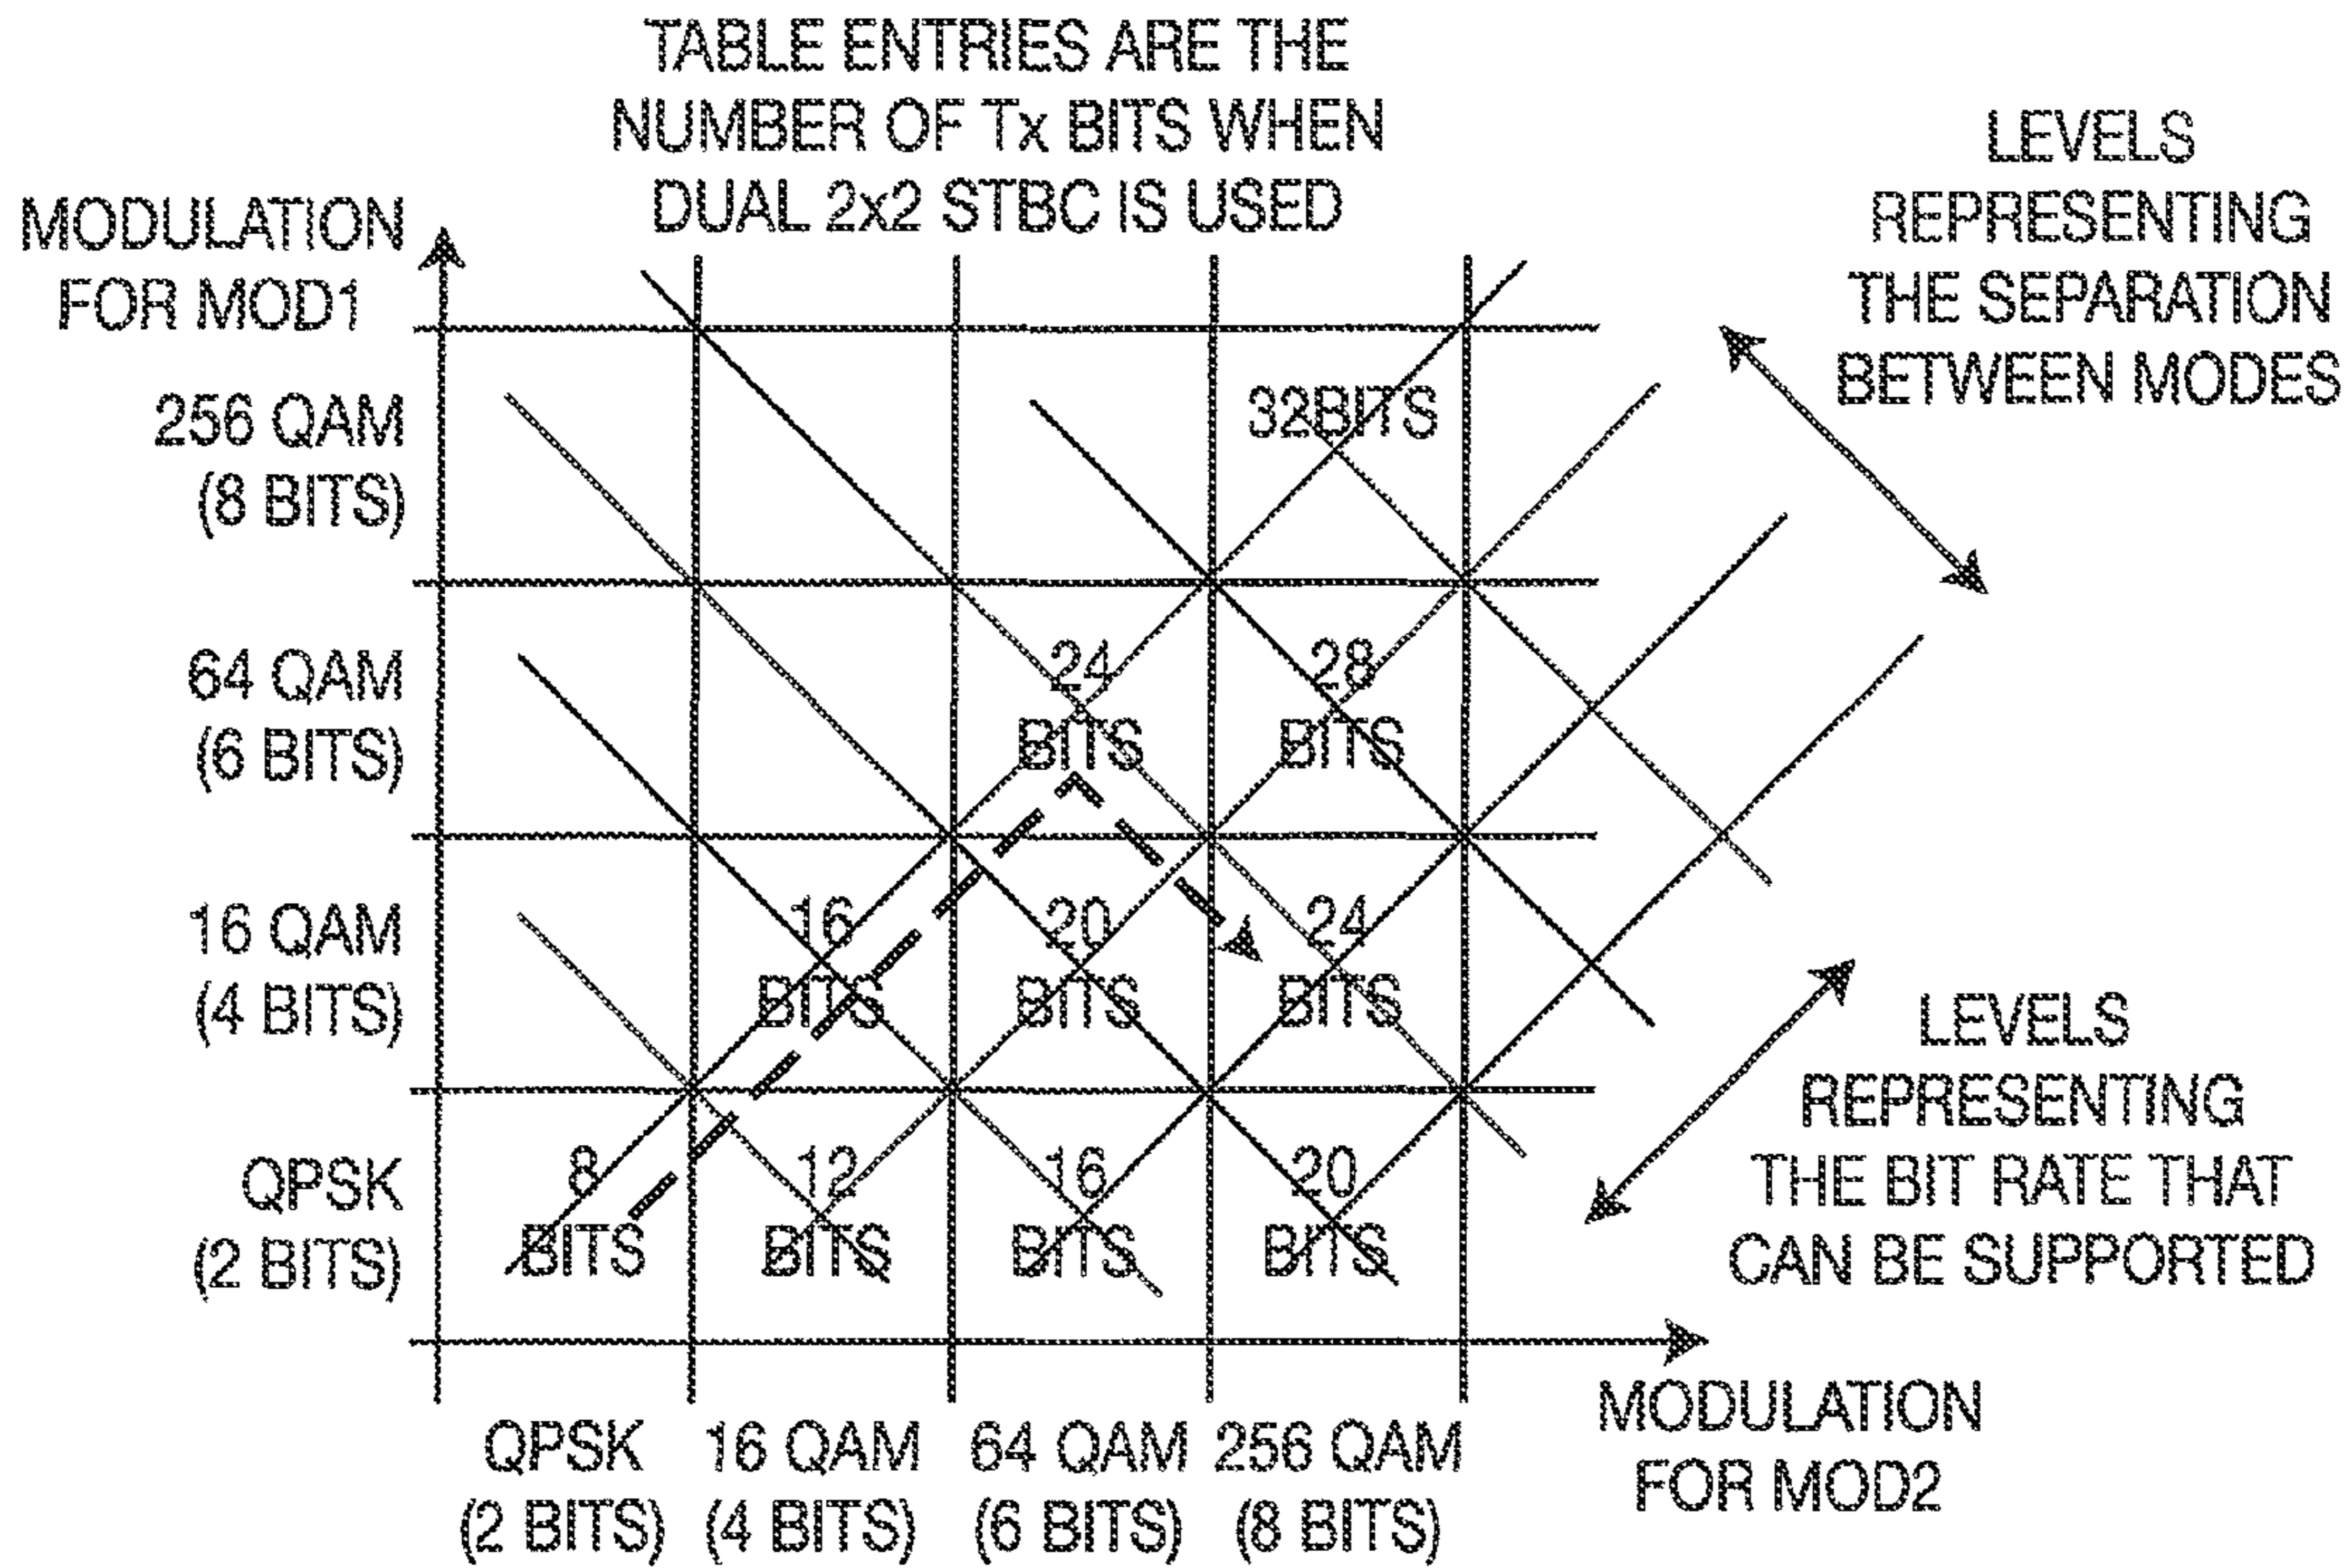 TABLE ENTRIES ARE THE
NUMBER OF Tx BITS WHEN
DUAL 2x2 STBC IS USED
LEVELS
REPRESENTING
THE SEPARATION
BETWEEN MODES
MODULATION
FOR MOD1
256 QAM
(8 BITS)
32BITS
64 QAM
(6 BITS)
24
BITS
28
BITS
16 QAM
(4 BITS)
16
BITS
20
BITS
24
BITS
LEVELS
REPRESENTING
THE BIT RATE THAT
CAN BE SUPPORTED
QPSK
(2 BITS)
8
BITS
12
BITS
16
BITS
20
BITS
QPSK
(2 BITS)
16 QAM
(4 BITS)
64 QAM
(6 BITS)
256 QAM
(8 BITS)
MODULATION
FOR MOD2